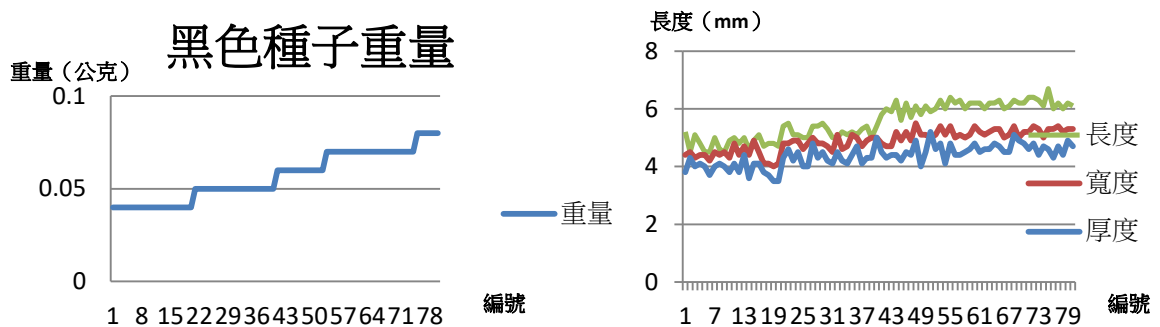 黑色種子重量
重量（公克）
0.1
0.05
0
1 8 15 22 29 36 43 50 57 64 71 78
編號
重量
長度（mm）
8
6
4
2
0
1 7 13 19 25 31 37 43 49 55 61 67 73 79
編號
長度
寬度
厚度